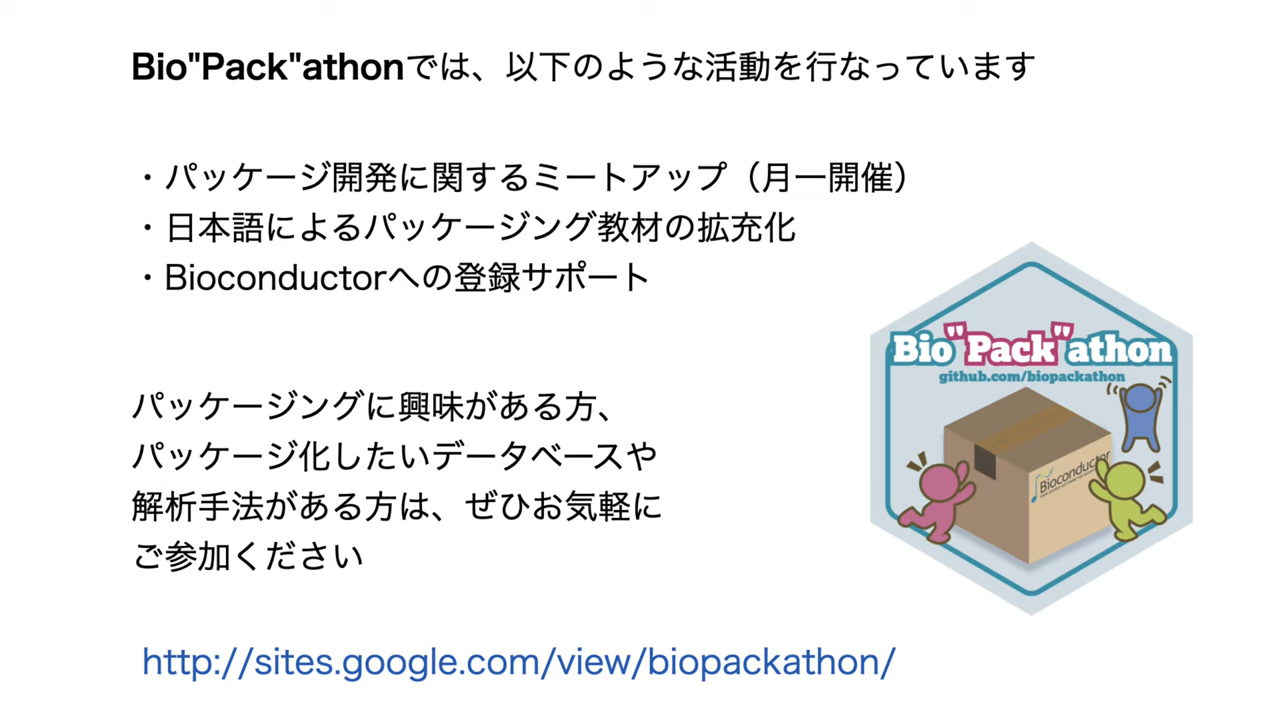 Bio"Pack"athonでは、以下のような活動を行なっています
・パッケージ開発に関するミートアップ（月一開催）
・日本語によるパッケージング教材の拡充化
・Bioconductorへの登録サポート
パッケージングに興味がある方、
パッケージ化したいデータベースや
解析手法がある方は、ぜひお気軽に
ご参加ください
http://sites.google.com/view/biopackathon/
Bio"Pack"athon
github.com/biopackathon
Bioconductor